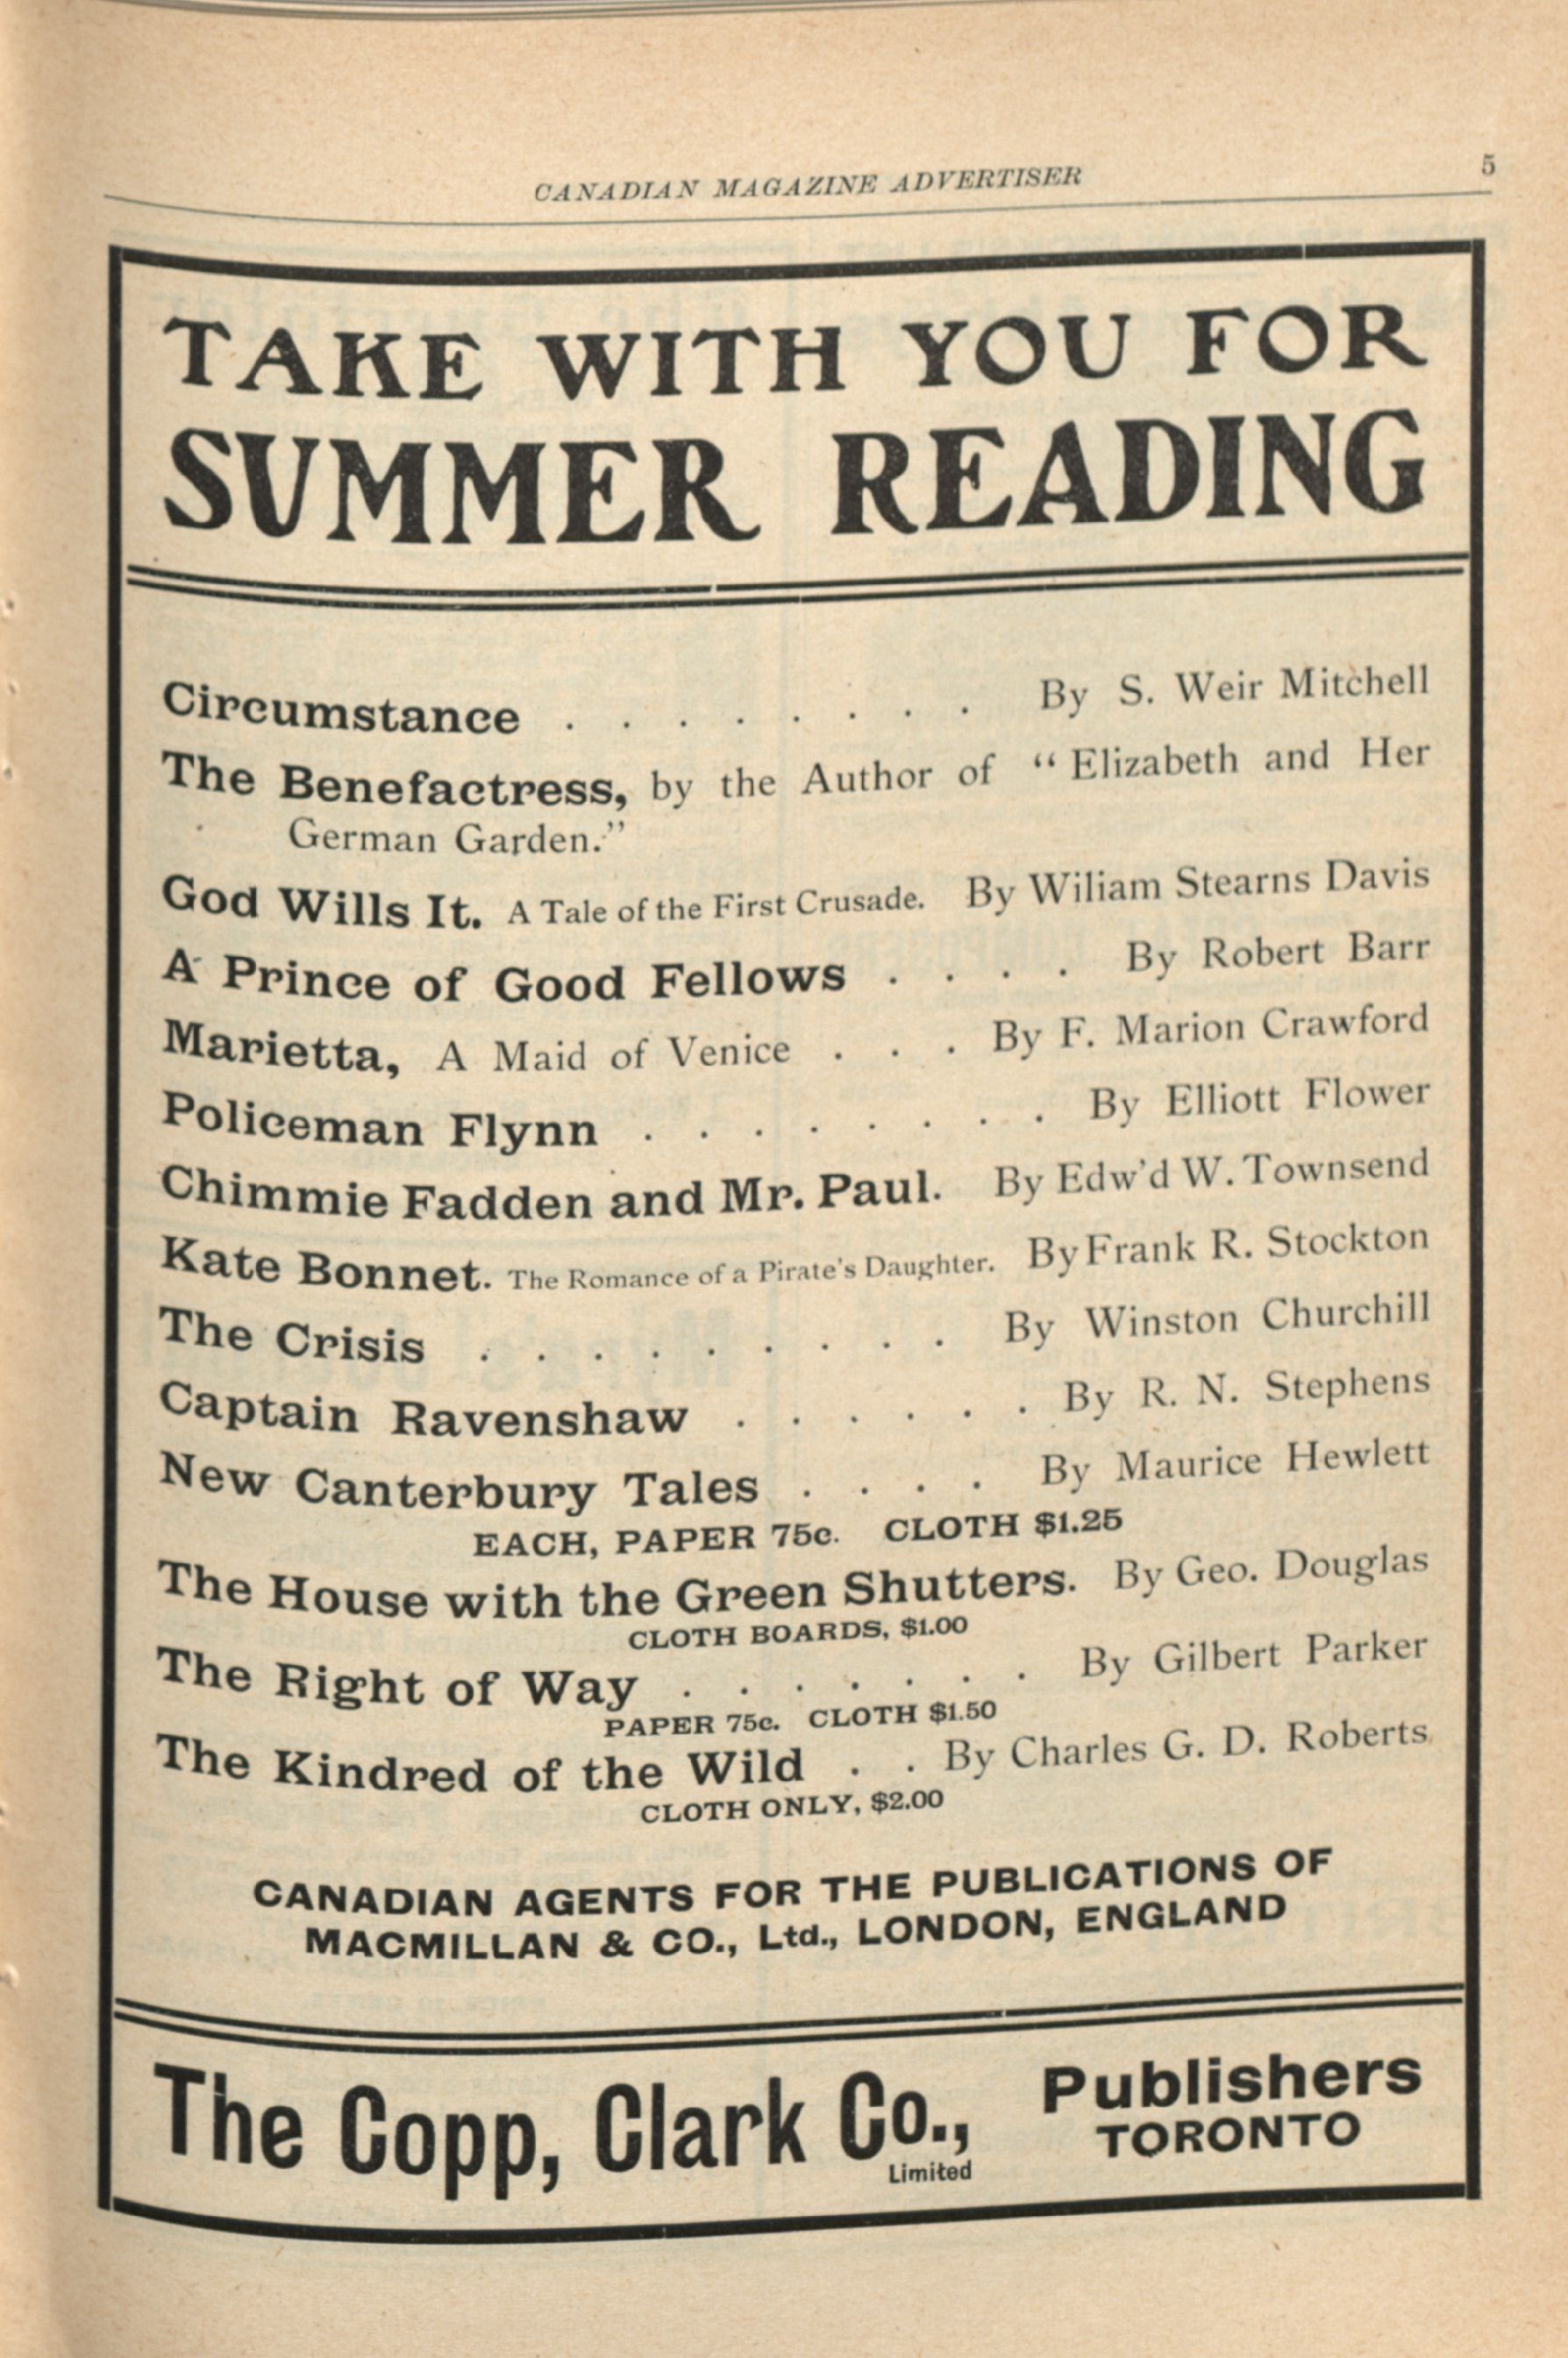 CANADIAN MAGAZINE ADVERTISER 5
TAKE WITH YOU FOR
SUMMER READING
Circumstance . . . . . . . . By S. Weir Mitchell
The Benefactress, by the Author of “Elizabeth and Her
German Garden.”
God Wills It. A Tale of the First Crusade. By Wiliam Stearns Davis
A Prince of Good Fellows . . . . By Robert Barr
Marietta, A Maid of Venice . . . By F. Marion Crawford
Policeman Flynn . . . . . . . . By Elliott Flower
Chimmie Fadden and Mr. Paul. By Edw'd W. Townsend
Kate Bonnet. The Romance of a Pirate's Daughter. By Frank R. Stockton
The Crisis . . . . . . . . . By Winston Churchill
Captain Ravenshaw . . . . . . By R. N. Stephens
New Canterbury Tales . . . . By Maurice Hewlett
EACH, PAPER 75c. CLOTH $1.25
The House with the Green Shutters. By Geo. Douglas
CLOTH BOARDS, $1.00
The Right of Way . . . . . . . By Gilbert Parker
PAPER 75c. CLOTH $1.50
The Kindred of the Wild . . By Charles G. D. Roberts
CLOTH ONLY, $2.00
CANADIAN AGENTS FOR THE PUBLICATIONS OF
MACMILLAN & CO., Ltd., LONDON, ENGLAND
The Copp, Clark Co., Publishers
Limited TORONTO